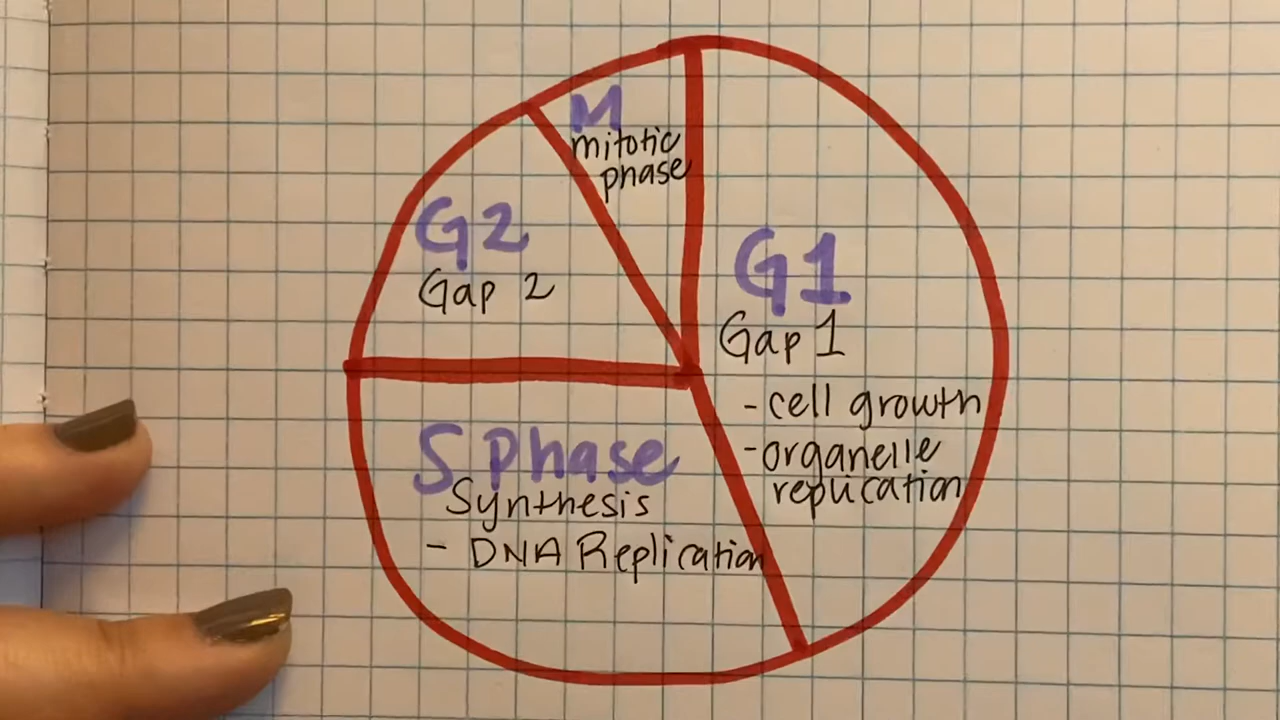 M
mitotic
phase
G2
Gap 2
G1
Gap 1
- cell growth
- organelle
replication
S phase
Synthesis
- DNA Replication